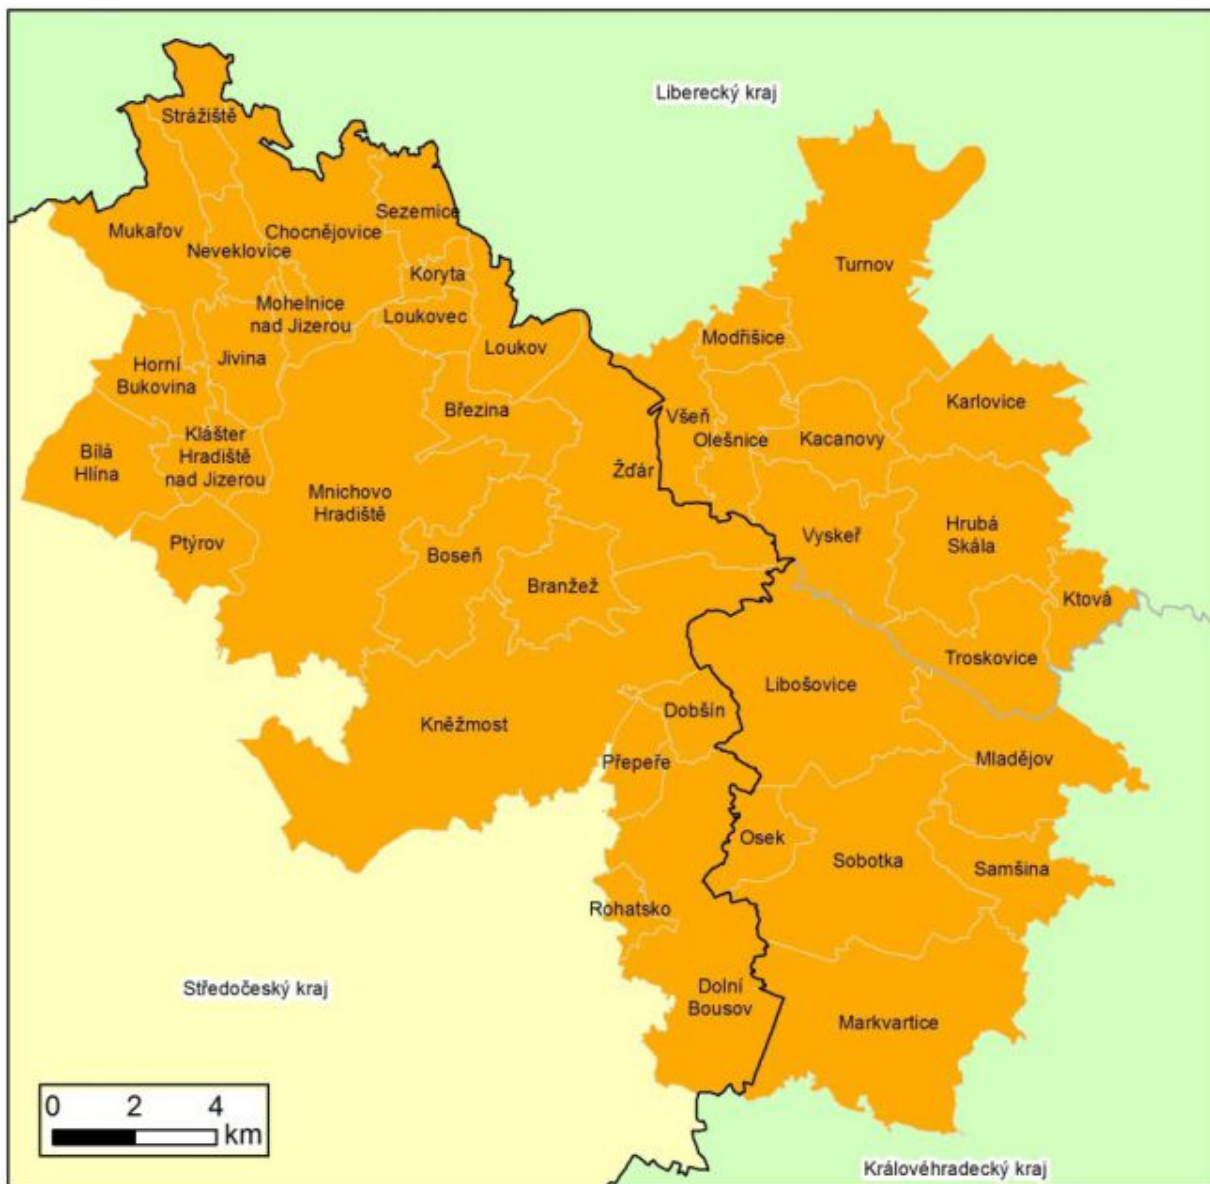 Liberecký kraj
Strážiště
Sezemice
Mukařov
Chocnějovice
Neveklovice
Turnov
Koryta
Mohelnice
nad Jizerou
Loukovec
Modřišice
Loukov
Jivina
Horní
Bukovina
Karlovice
Březina
Všeň
Olešnice
Kacanovy
Klášter
Hradiště
nad Jizerou
Bílá
Hlína
Žďár
Mnichovo
Hradiště
Hrubá
Skála
Vyskeř
Ptýrov
Boseň
Branžež
Ktová
Troskovice
Libošovice
Dobšín
Kněžmost
Přepeře
Mladějov
Osek
Sobotka
Samšina
Rohatsko
Středočeský kraj
Dolní
Bousov
Markvartice
0 2 4
km
Královéhradecký kraj